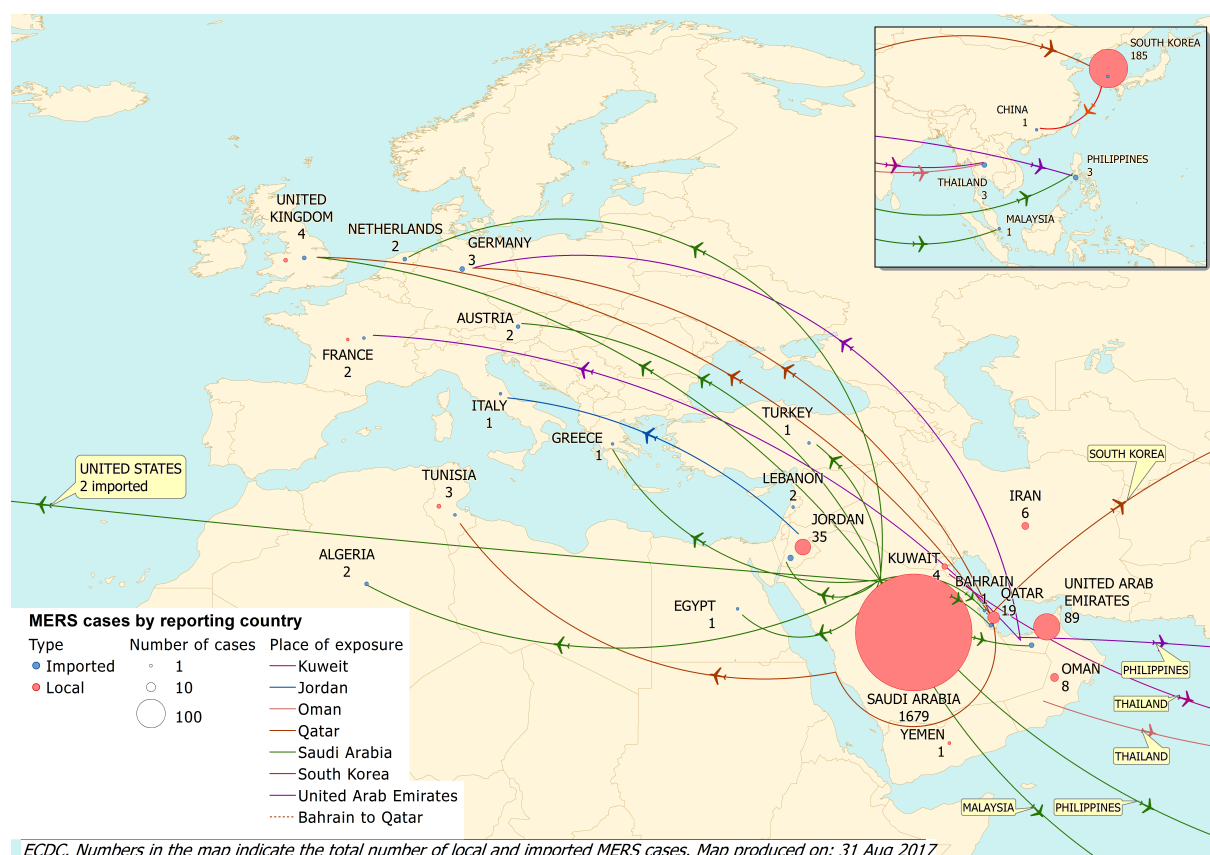 SOUTH KOREA
185
CHINA
1
PHILIPPINES
3
THAILAND
3
MALAYSIA
1
UNITED
KINGDOM
4
NETHERLANDS
2
GERMANY
3
AUSTRIA
2
FRANCE
2
ITALY
1
GREECE
1
TURKEY
1
LEBANON
2
JORDAN
35
TUNISIA
3
UNITED STATES
2 imported
ALGERIA
2
EGYPT
1
SOUTH KOREA
IRAN
6
KUWAIT
4
BAHRAIN
1
QATAR
19
UNITED ARAB
EMIRATES
89
PHILIPPINES
OMAN
8
THAILAND
SAUDI ARABIA
1679
YEMEN
1
THAILAND
MALAYSIA
PHILIPPINES
MERS cases by reporting country
Type
Imported
Local
Number of cases
1
10
100
Place of exposure
Kuweit
Jordan
Oman
Qatar
Saudi Arabia
South Korea
United Arab Emirates
Bahrain to Qatar
ECDC. Numbers in the map indicate the total number of local and imported MERS cases. Map produced on: 31 Aug 2017